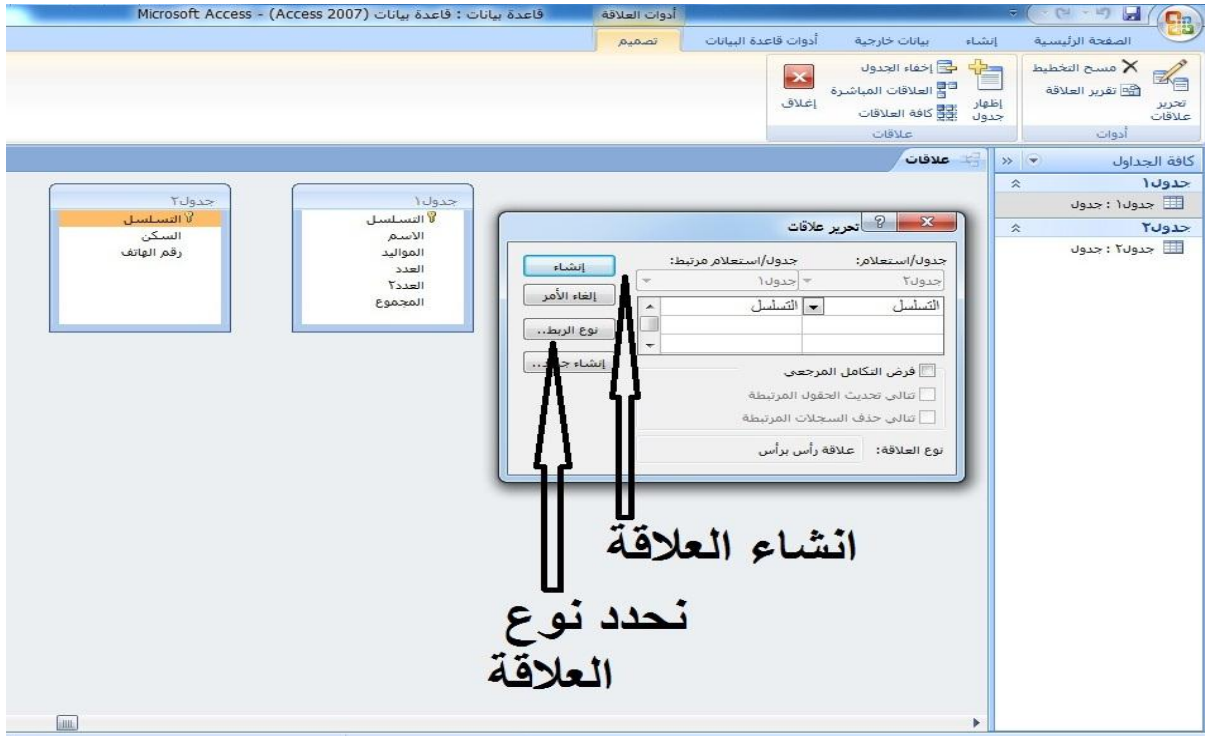 قاعدة بيانات : قاعدة بيانات (Access 2007) - Microsoft Access
أدوات العلاقة
الصفحة الرئيسية
إنشاء
بيانات خارجية
أدوات قاعدة البيانات
تصميم
تحرير علاقات
مسح التخطيط
تقرير العلاقة
أدوات
إظهار جدول
إخفاء الجدول
العلاقات المباشرة
كافة العلاقات
علاقات
إغلاق
كافة الجداول
جدول١
جدول١ : جدول
جدول٢
جدول٢ : جدول
علاقات
جدول١
التسلسل
الاسم
المواليد
العدد
العدد٢
المجموع
جدول٢
التسلسل
السكن
رقم الهاتف
تحرير علاقات
جدول/استعلام:
جدول/استعلام مرتبط:
جدول٢
جدول١
التسلسل
التسلسل
إنشاء
إلغاء الأمر
نوع الربط..
إنشاء
فرض التكامل المرجعي
تتالي تحديث الحقول المرتبطة
تتالي حذف السجلات المرتبطة
نوع العلاقة: علاقة رأس برأس
انشاء العلاقة
نحدد نوع
العلاقة